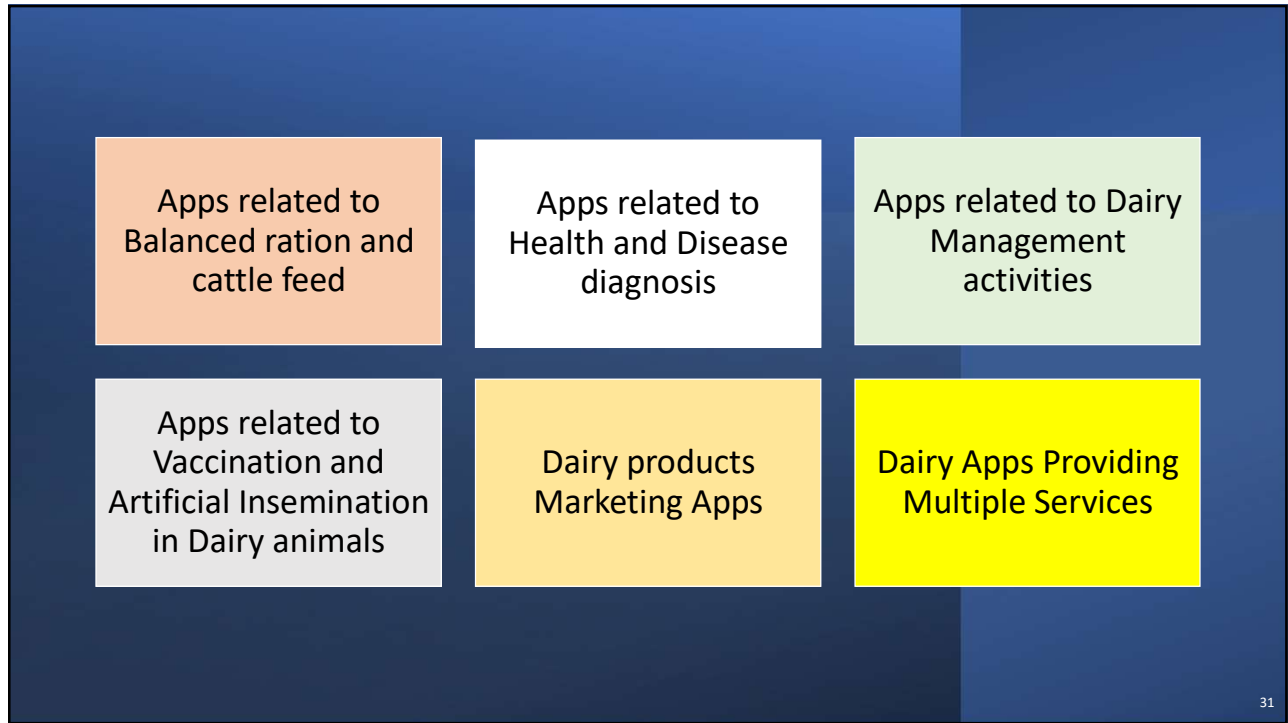 Apps related to
Balanced ration and
cattle feed
Apps related to
Health and Disease
diagnosis
Apps related to Dairy
Management
activities
Apps related to
Vaccination and
Artificial Insemination
in Dairy animals
Dairy products
Marketing Apps
Dairy Apps Providing
Multiple Services
31